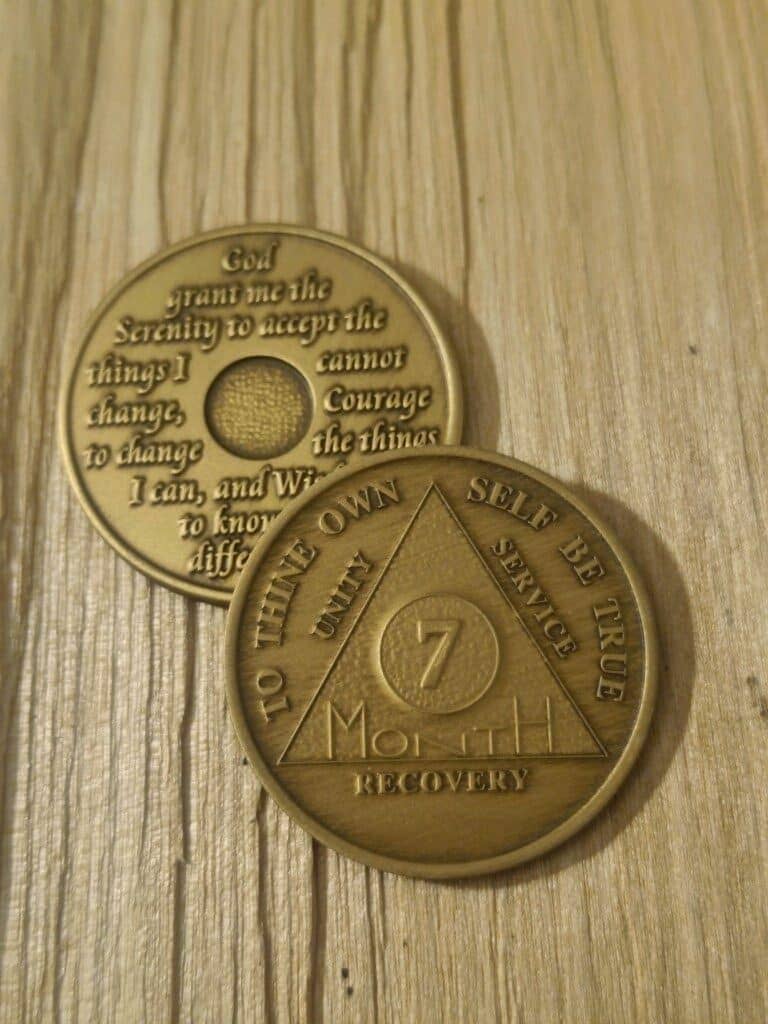 God
grant me the
Serenity to accept the
things I cannot
change, Courage
to change the things
I can, and
to know
TO THINE OWN SELF BE TRUE
UNITY
SERVICE
7
MONTH
RECOVERY